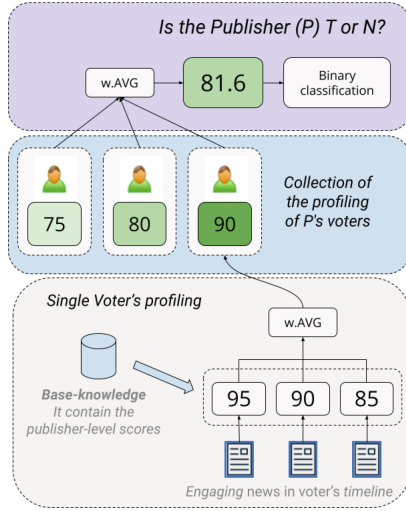 Is the Publisher (P) T or N?
w.AVG
81.6
Binary
classification
75
80
90
Collection of
the profiling
of P's voters
Single Voter's profiling
w.AVG
Base-knowledge
It contain the
publisher-level scores
95
90
85
Engaging news in voter's timeline